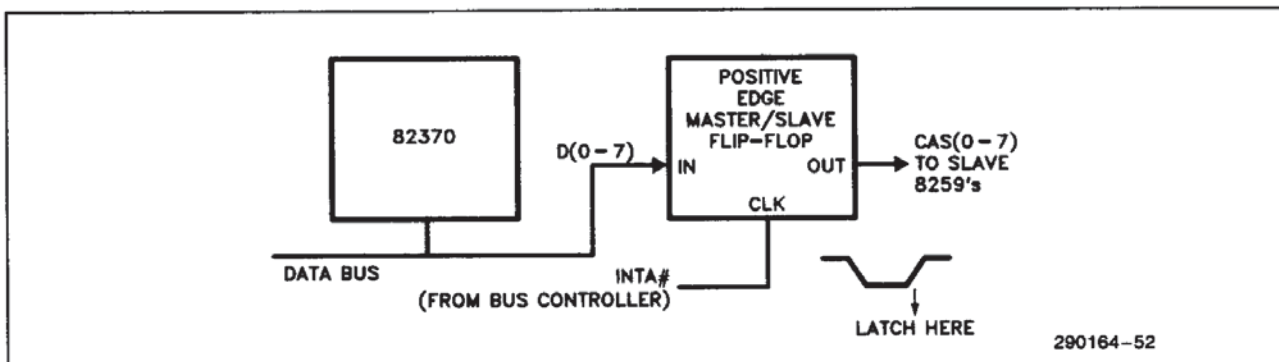 82370
POSITIVE
EDGE
MASTER/SLAVE
FLIP-FLOP
D(0-7)
IN
OUT
CLK
CAS(0-7)
TO SLAVE
8259's
DATA BUS
INTA#
(FROM BUS CONTROLLER)
LATCH HERE
290164-52